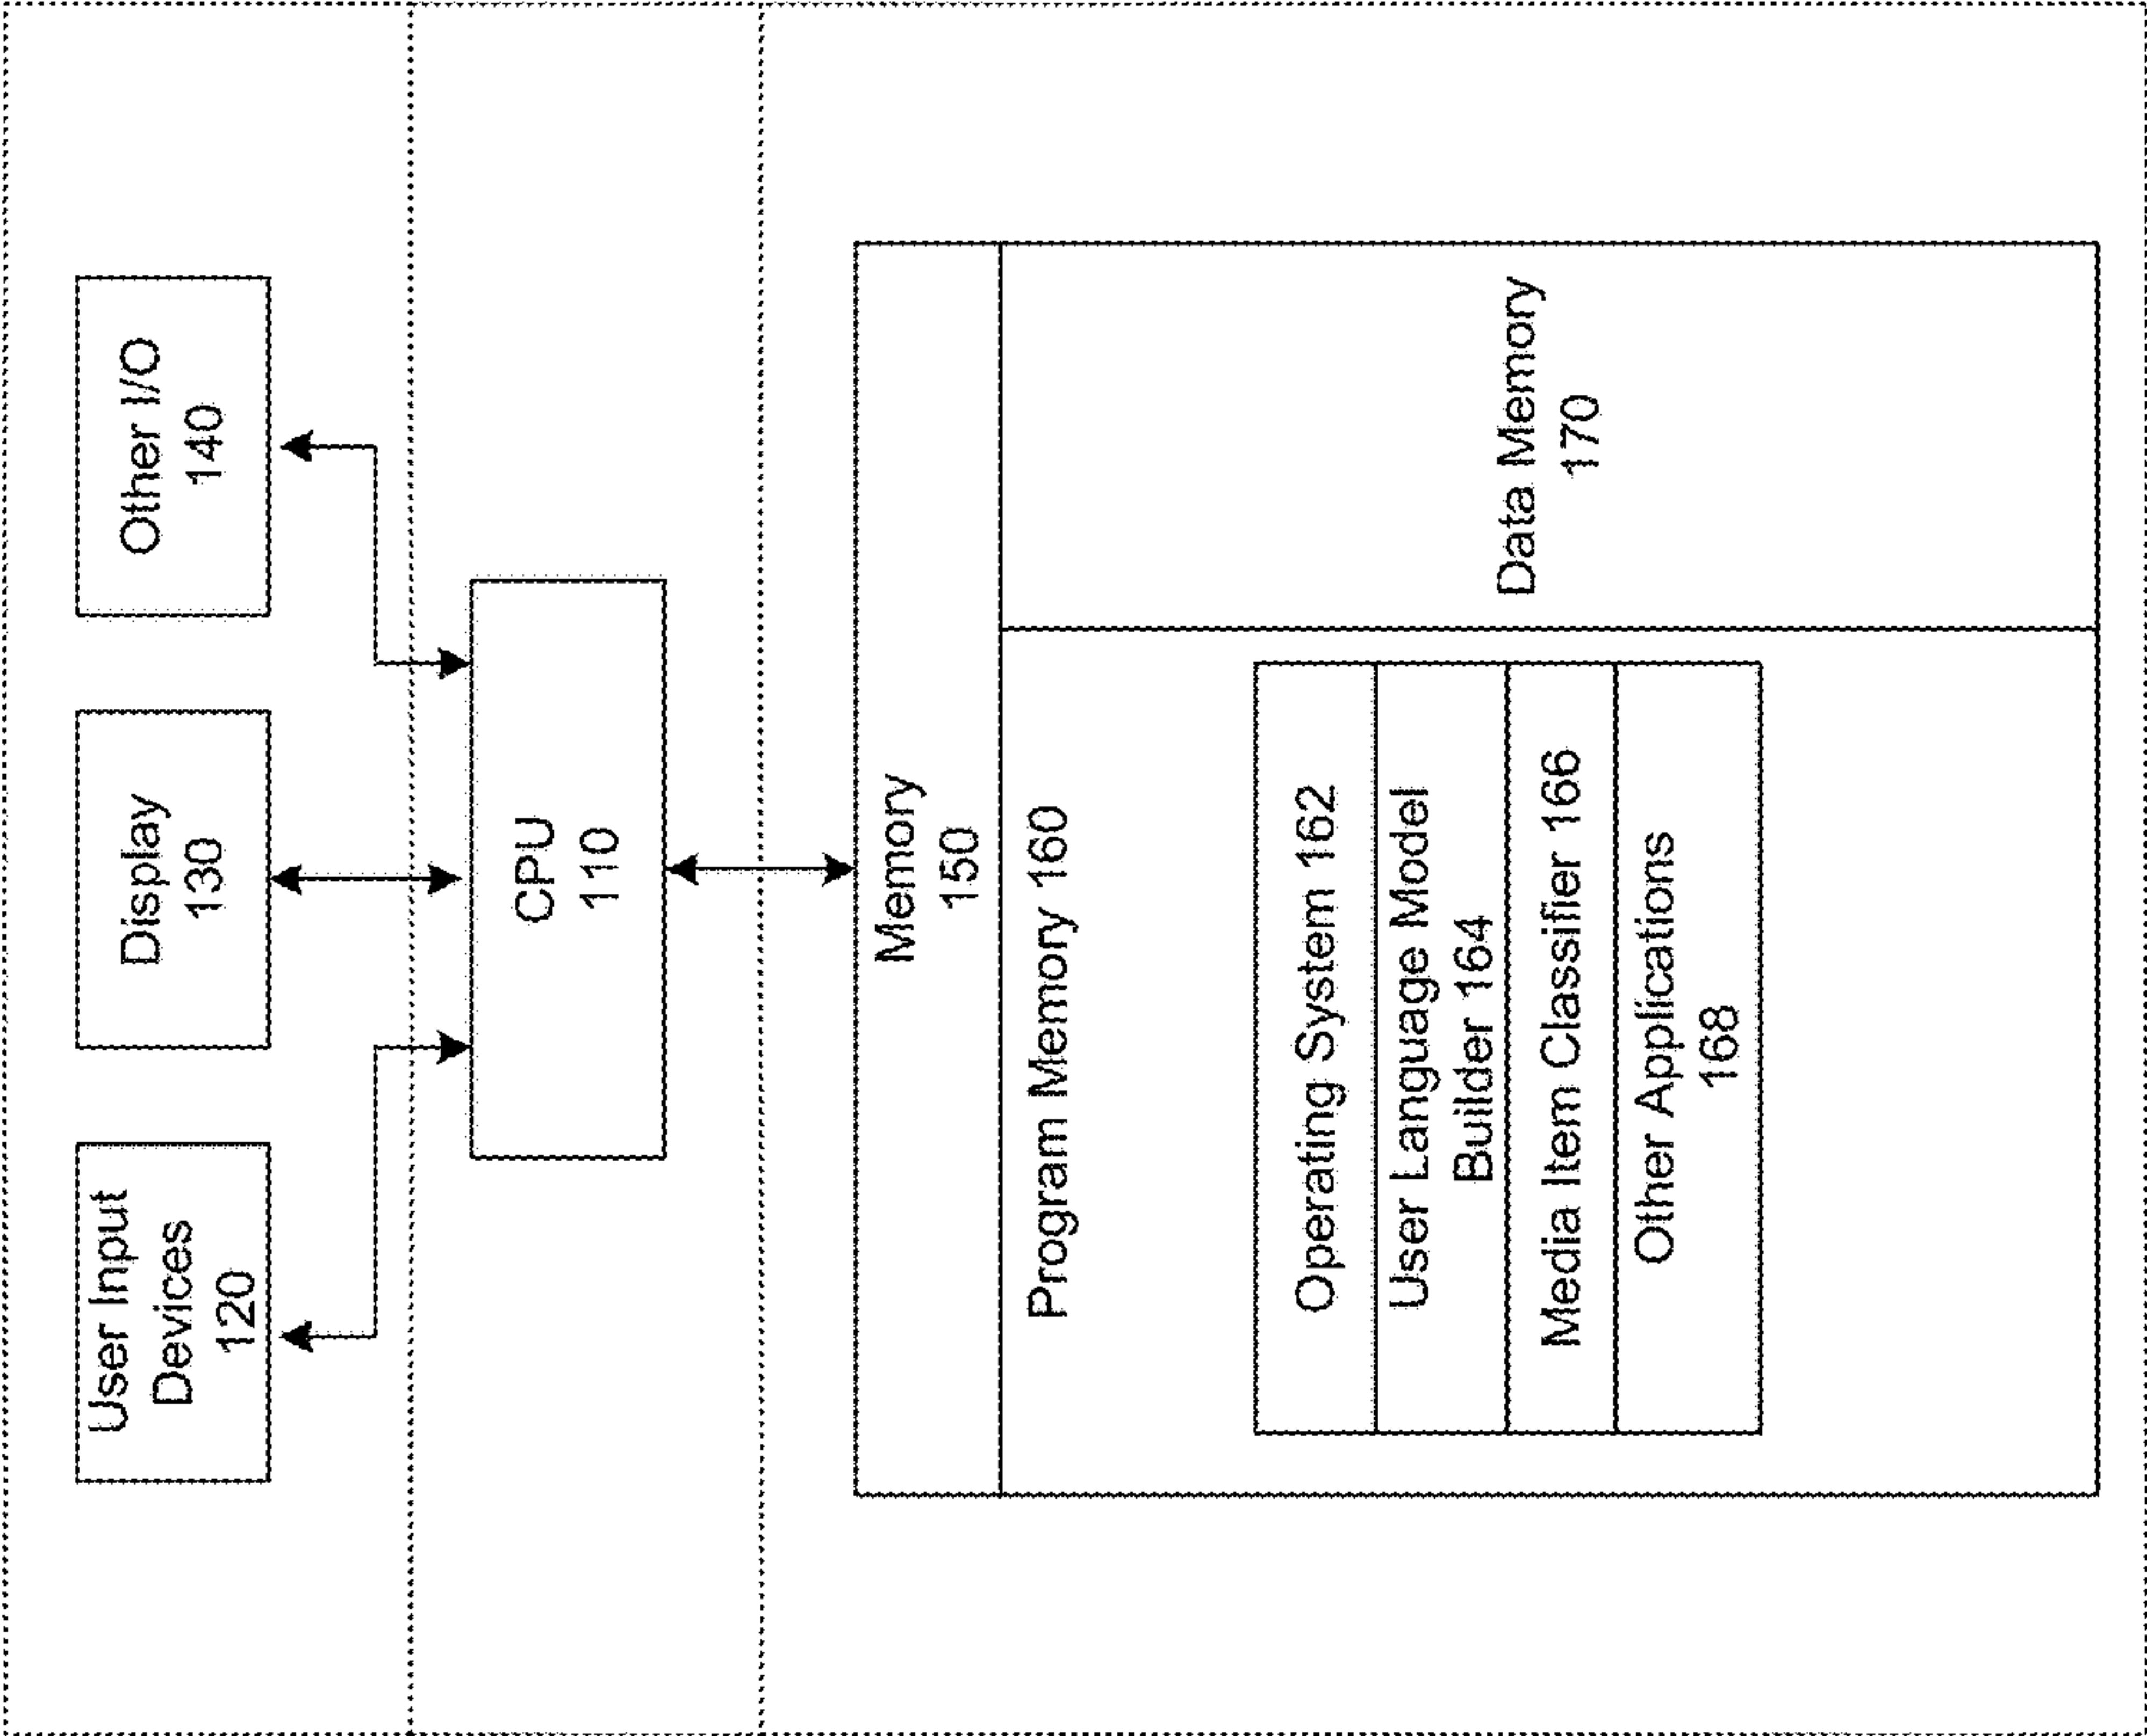 User Input
Devices
120
Display
130
Other I/O
140
CPU
110
Memory
150
Program Memory 160
Operating System 162
User Language Model
Builder 164
Media Item Classifier 166
Other Applications
168
Data Memory
170